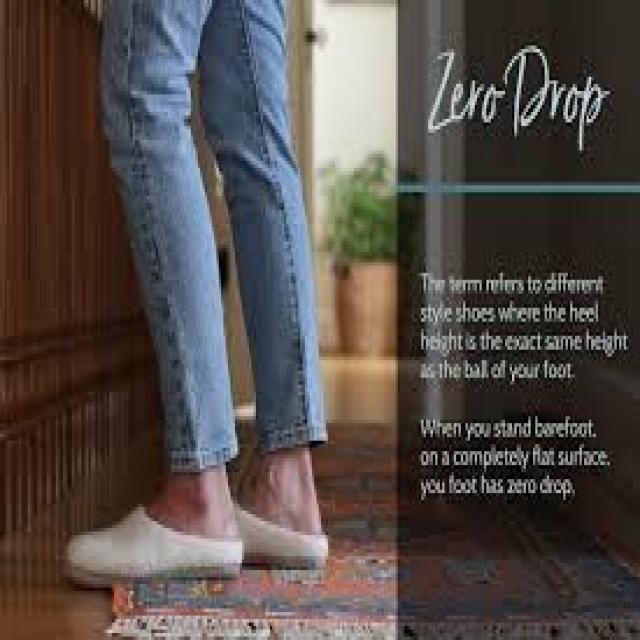 Zero Drop
The term refers to different
style shoes where the heel
height is the exact same height
as the ball of your foot.
When you stand barefoot,
on a completely flat surface,
you foot has zero drop.